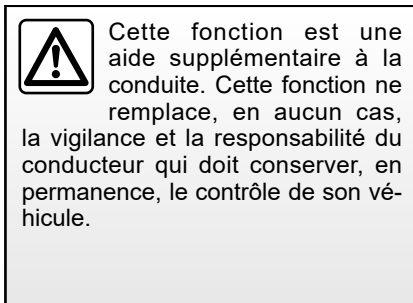 Cette fonction est une
aide supplémentaire à la
conduite. Cette fonction ne
remplace, en aucun cas,
la vigilance et la responsabilité du
conducteur qui doit conserver, en
permanence, le contrôle de son vé-
hicule.